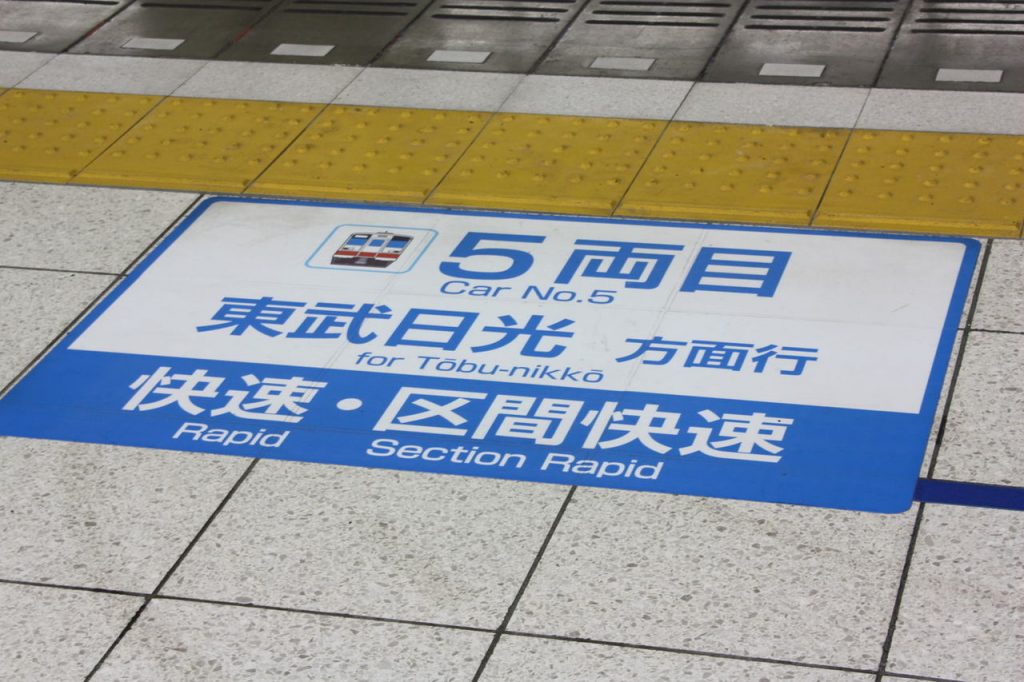 5両目
Car No.5
東武日光 方面行
for Tōbu-nikkō
快速・区間快速
Rapid Section Rapid